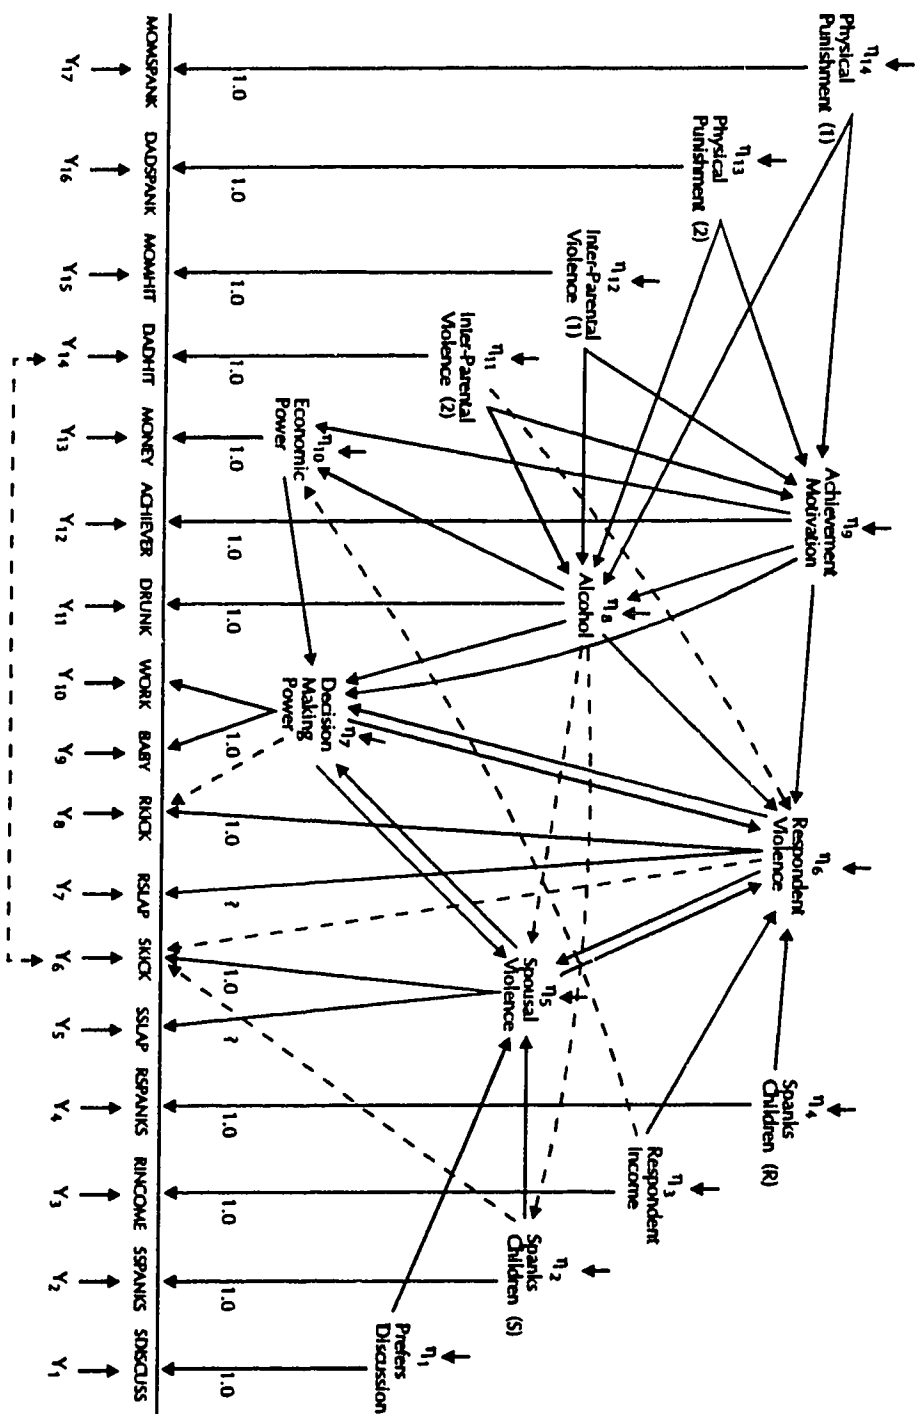 η14
Physical
Punishment (1)
η13
Physical
Punishment (2)
η12
Inter-Parental
Violence (1)
η11
Inter-Parental
Violence (2)
η10
Economic
Power
η9
Achievement
Motivation
η8
Alcohol
η7
Decision
Making
Power
η6
Respondent
Violence
η5
Spousal
Violence
η4
Spanks
Children (R)
η3
Respondent
Income
η2
Spanks
Children (S)
η1
Prefers
Discussion
1.0 1.0 1.0 1.0 1.0 1.0 1.0 1.0 1.0 ? 1.0 ? 1.0 1.0 1.0 1.0
MOMSPANK DADSPANK MOMHIT DADHIT MONEY ACHIEVER DRUNK WORK BABY RKICK RSLAP SKICK SSLAP RSPANKS RINCOME SSPANKS SDISCUSS
Y17 Y16 Y15 Y14 Y13 Y12 Y11 Y10 Y9 Y8 Y7 Y6 Y5 Y4 Y3 Y2 Y1